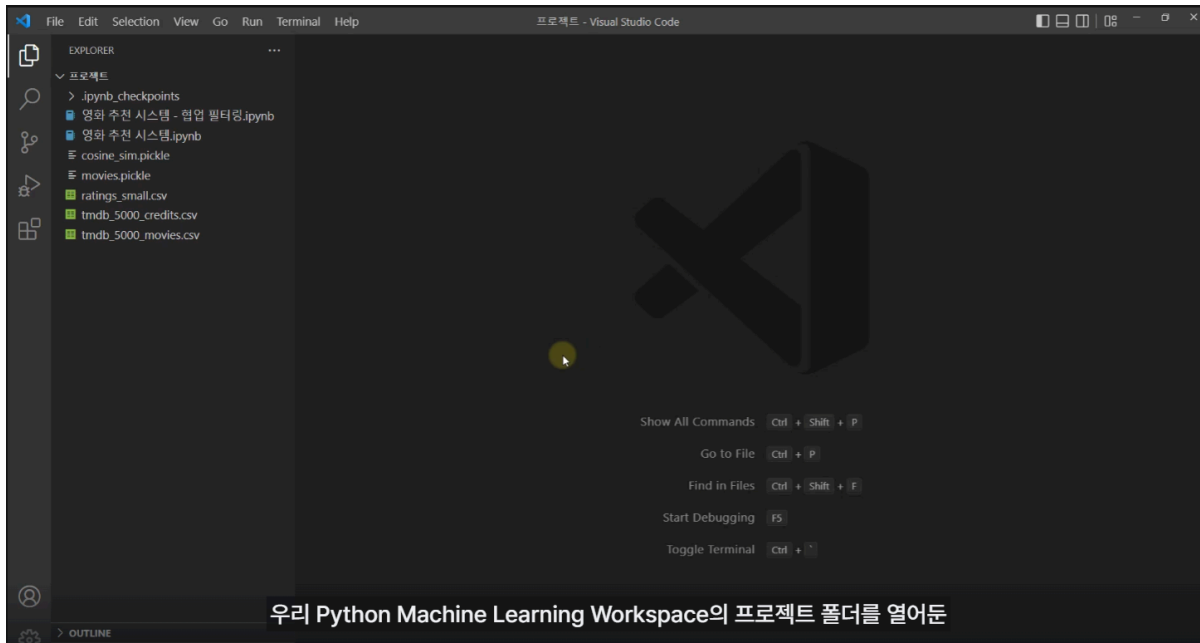 File Edit Selection View Go Run Terminal Help
프로젝트 - Visual Studio Code
EXPLORER
프로젝트
.ipynb_checkpoints
영화 추천 시스템 - 협업 필터링.ipynb
영화 추천 시스템.ipynb
cosine_sim.pickle
movies.pickle
ratings_small.csv
tmdb_5000_credits.csv
tmdb_5000_movies.csv
Show All Commands Ctrl + Shift + P
Go to File Ctrl + P
Find in Files Ctrl + Shift + F
Start Debugging F5
Toggle Terminal Ctrl + `
우리 Python Machine Learning Workspace의 프로젝트 폴더를 열어둔
OUTLINE